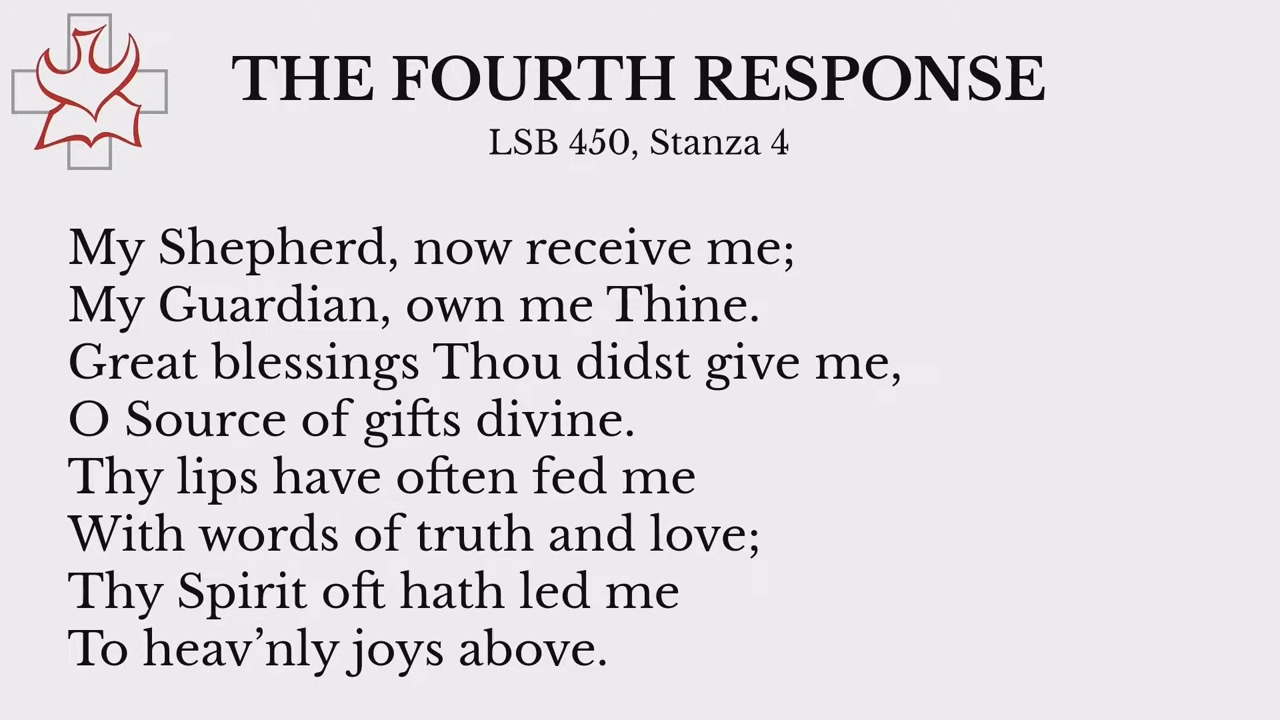 THE FOURTH RESPONSE
LSB 450, Stanza 4
My Shepherd, now receive me;
My Guardian, own me Thine.
Great blessings Thou didst give me,
O Source of gifts divine.
Thy lips have often fed me
With words of truth and love;
Thy Spirit oft hath led me
To heav’nly joys above.